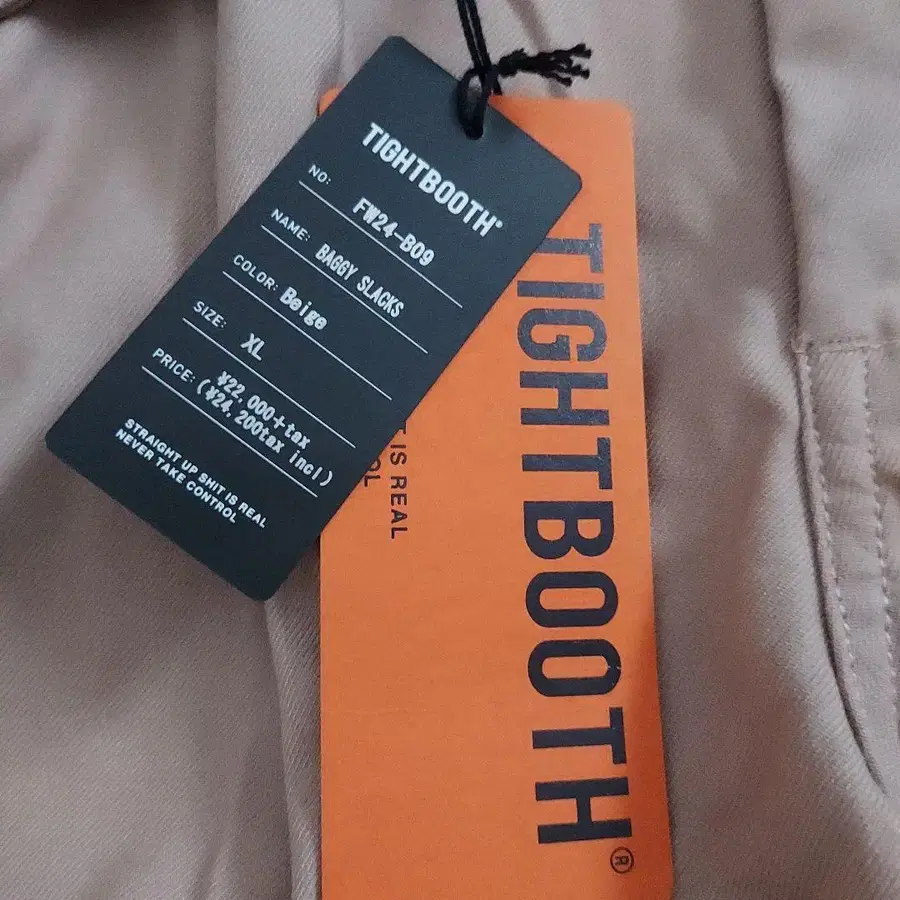 TIGHTBOOTH®
NO: FW24-B09
NAME: BAGGY SLACKS
COLOR: Beige
SIZE: XL
PRICE: ¥22,000+tax
(¥24,200tax incl)
STRAIGHT UP SHIT IS REAL
NEVER TAKE CONTROL
TIGHTBOOTH®
IS REAL